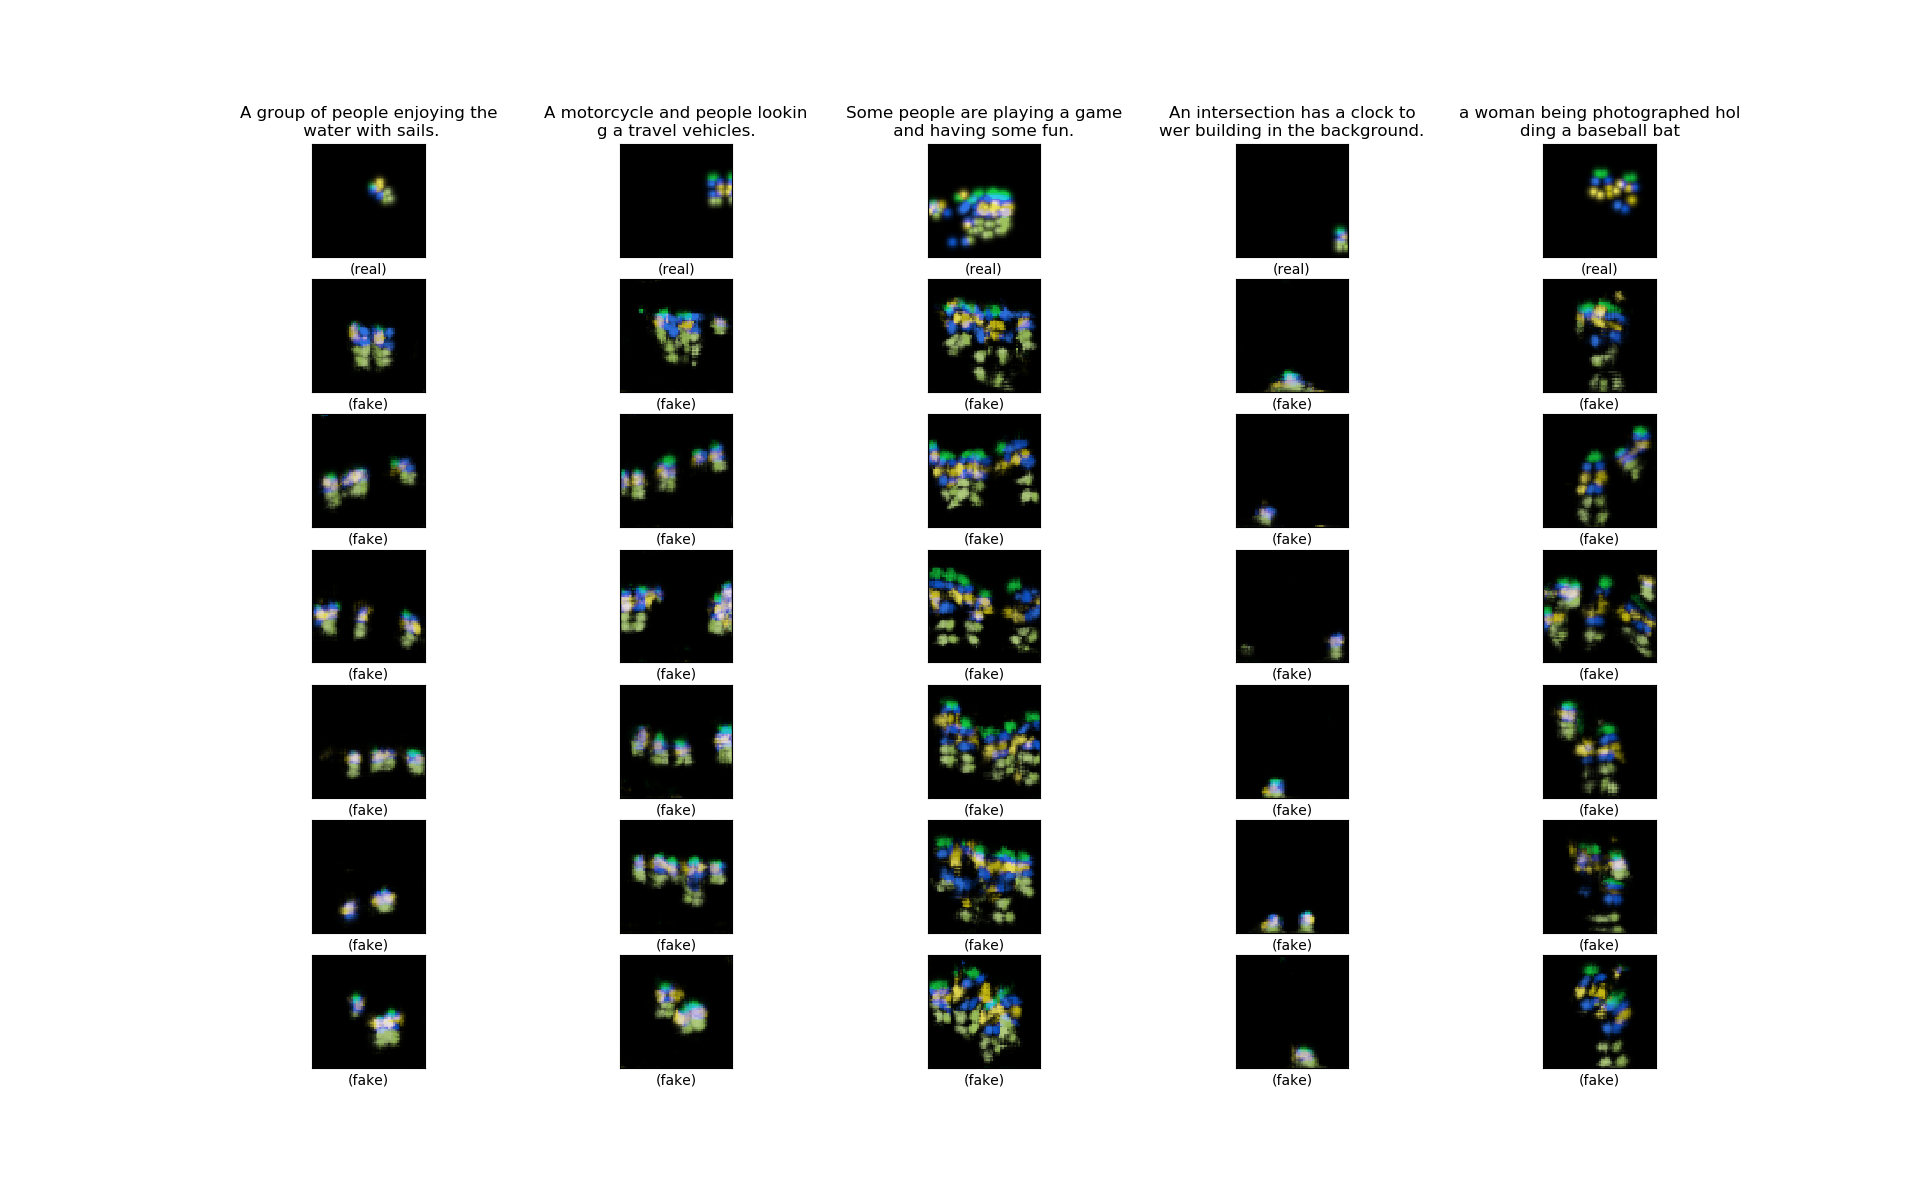 A group of people enjoying the
water with sails.
A motorcycle and people lookin
g a travel vehicles.
Some people are playing a game
and having some fun.
An intersection has a clock to
wer building in the background.
a woman being photographed hol
ding a baseball bat
(real) (real) (real) (real) (real)
(fake) (fake) (fake) (fake) (fake)
(fake) (fake) (fake) (fake) (fake)
(fake) (fake) (fake) (fake) (fake)
(fake) (fake) (fake) (fake) (fake)
(fake) (fake) (fake) (fake) (fake)
(fake) (fake) (fake) (fake) (fake)